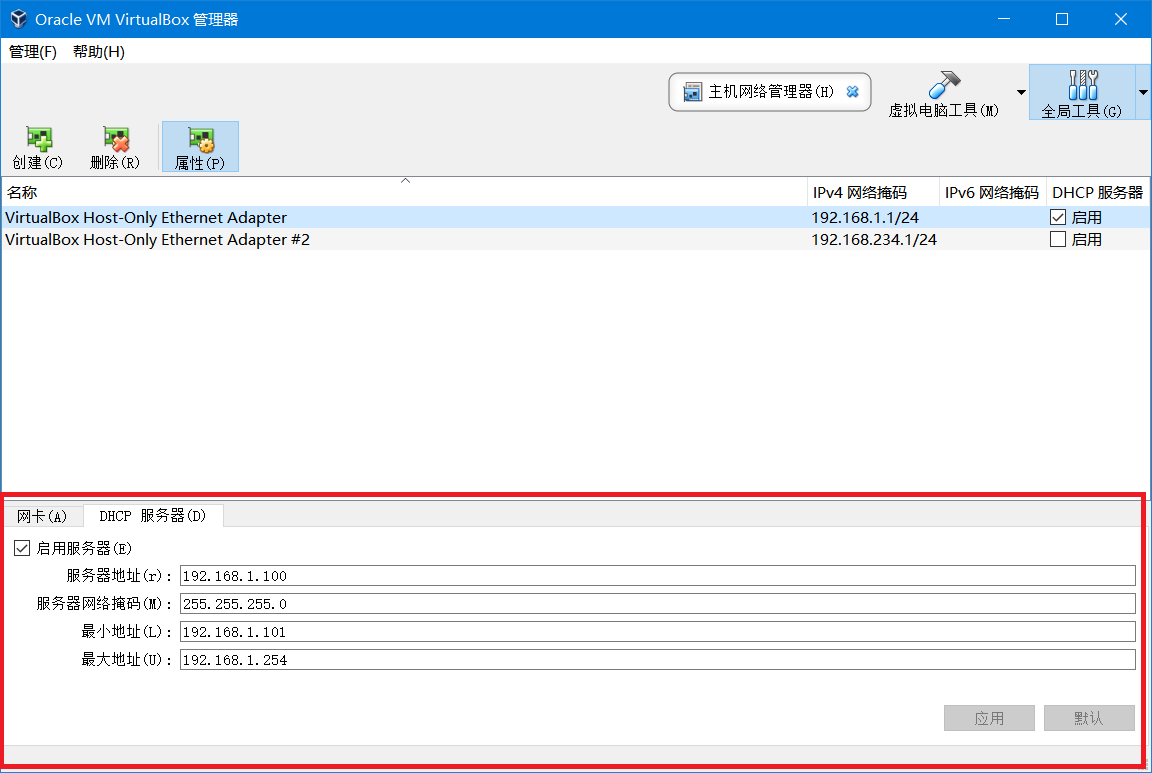 Oracle VM VirtualBox 管理器
管理(F) 帮助(H)
主机网络管理器(H) 虚拟电脑工具(M) 全局工具(G)
创建(C) 删除(R) 属性(P)
名称 IPv4 网络掩码 IPv6 网络掩码 DHCP 服务器
VirtualBox Host-Only Ethernet Adapter 192.168.1.1/24 启用
VirtualBox Host-Only Ethernet Adapter #2 192.168.234.1/24 启用
网卡(A) DHCP 服务器(D)
启用服务器(E)
服务器地址(r): 192.168.1.100
服务器网络掩码(M): 255.255.255.0
最小地址(L): 192.168.1.101
最大地址(U): 192.168.1.254
应用 默认